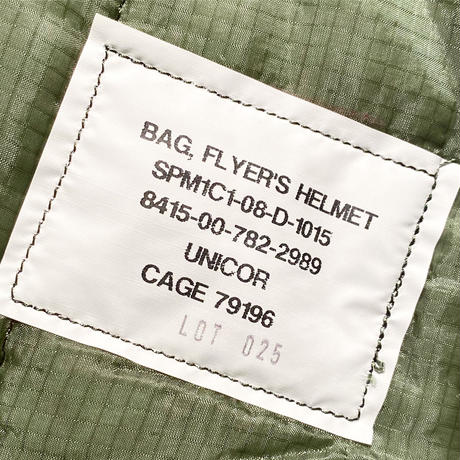 BAG, FLYER'S HELMET
SPM1C1-08-D-1015
8415-00-782-2989
UNICOR
CAGE 79196
LOT 025